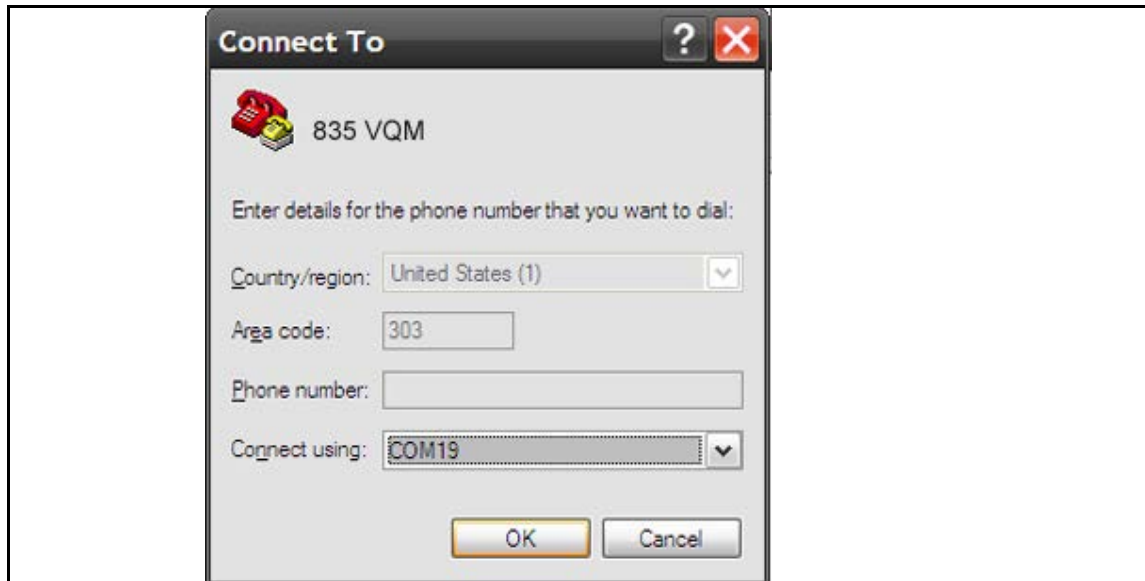 Connect To ?
835 VQM
Enter details for the phone number that you want to dial:
Country/region: United States (1)
Area code: 303
Phone number:
Connect using: COM19
OK Cancel